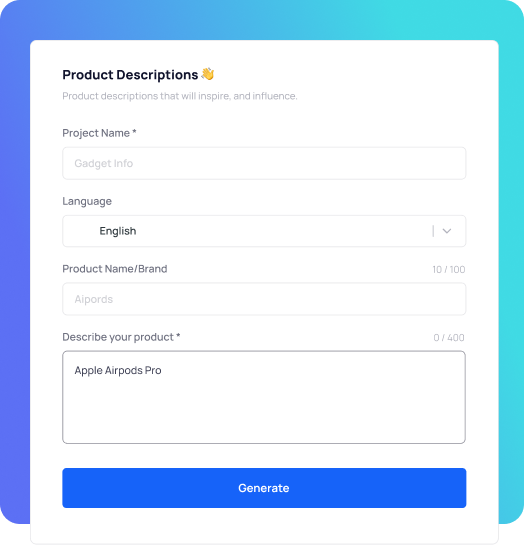 Product Descriptions 👋
Product descriptions that will inspire, and influence.
Project Name *
Gadget Info
Language
English
Product Name/Brand 10 / 100
Aipords
Describe your product * 0 / 400
Apple Airpods Pro
Generate